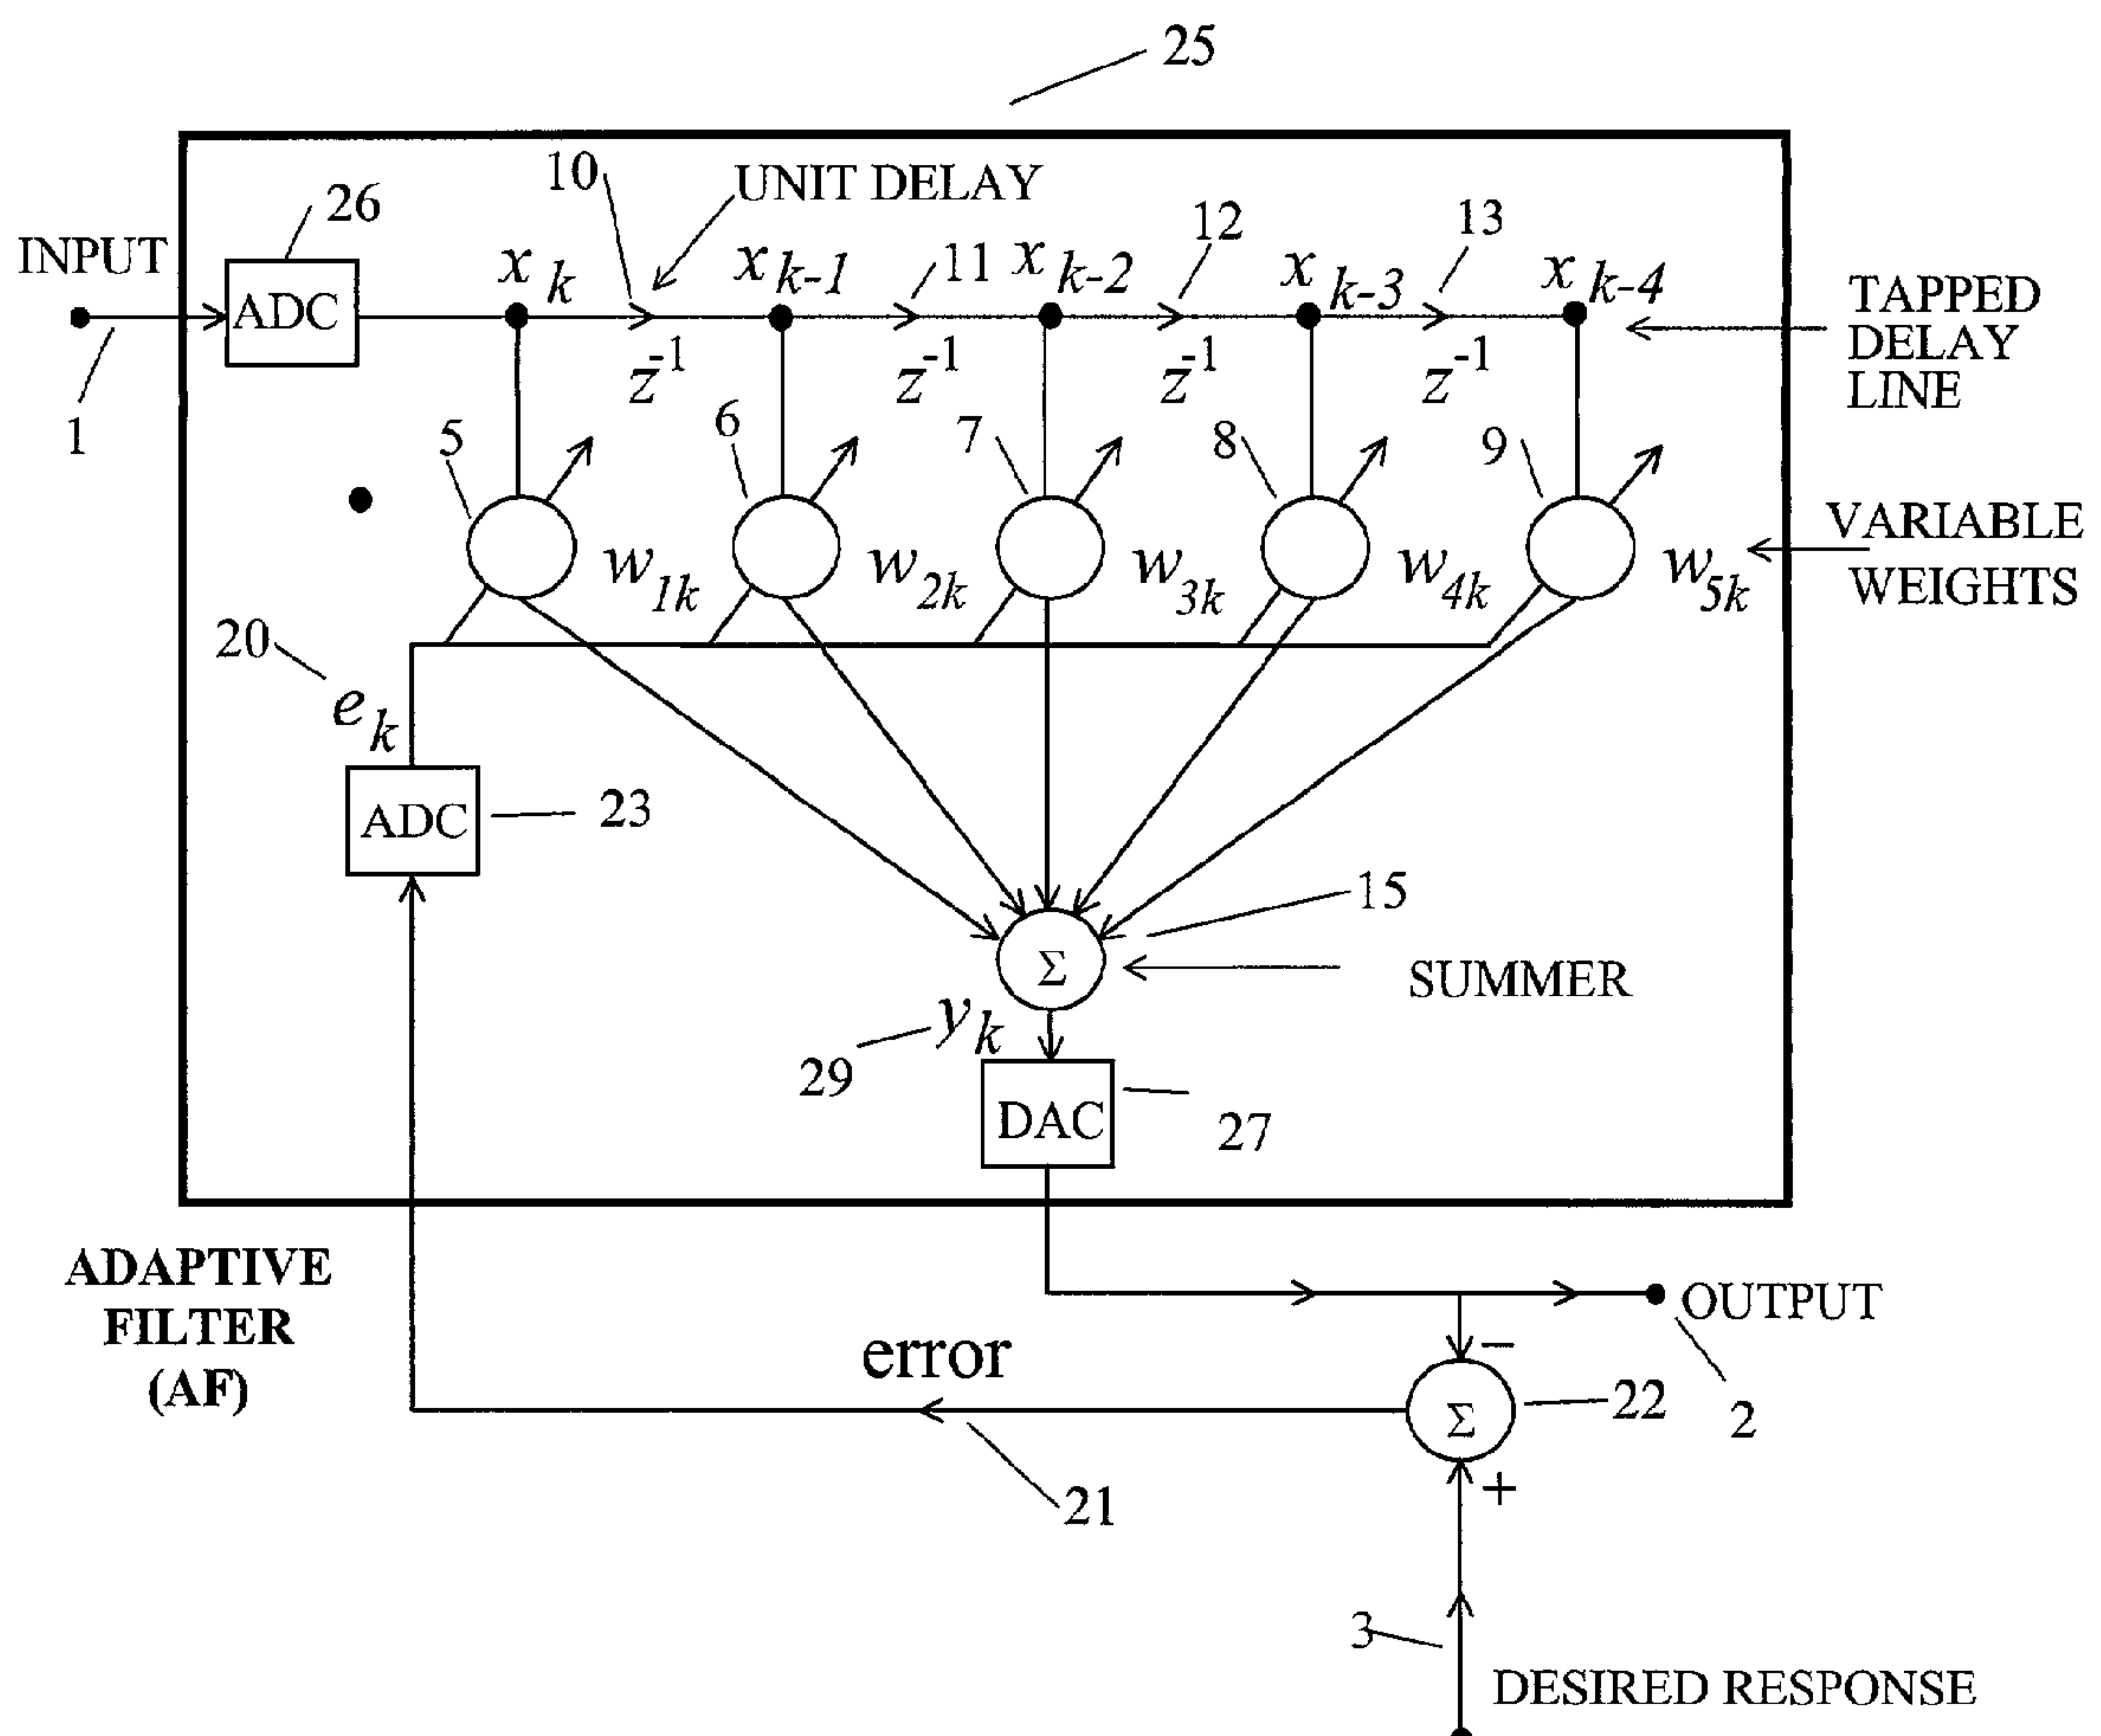 25
10
UNIT DELAY
26
12
13
INPUT
x k
x k-1
11
x k-2
x k-3
x k-4
ADC
TAPPED
DELAY
LINE
z-1
z-1
z-1
z-1
1
5
6
7
8
9
w1k
w2k
w3k
w4k
w5k
VARIABLE
WEIGHTS
20
ek
ADC
23
15
Σ
SUMMER
yk
29
DAC
27
ADAPTIVE
FILTER
(AF)
OUTPUT
error
−
Σ
22
2
21
+
3
DESIRED RESPONSE